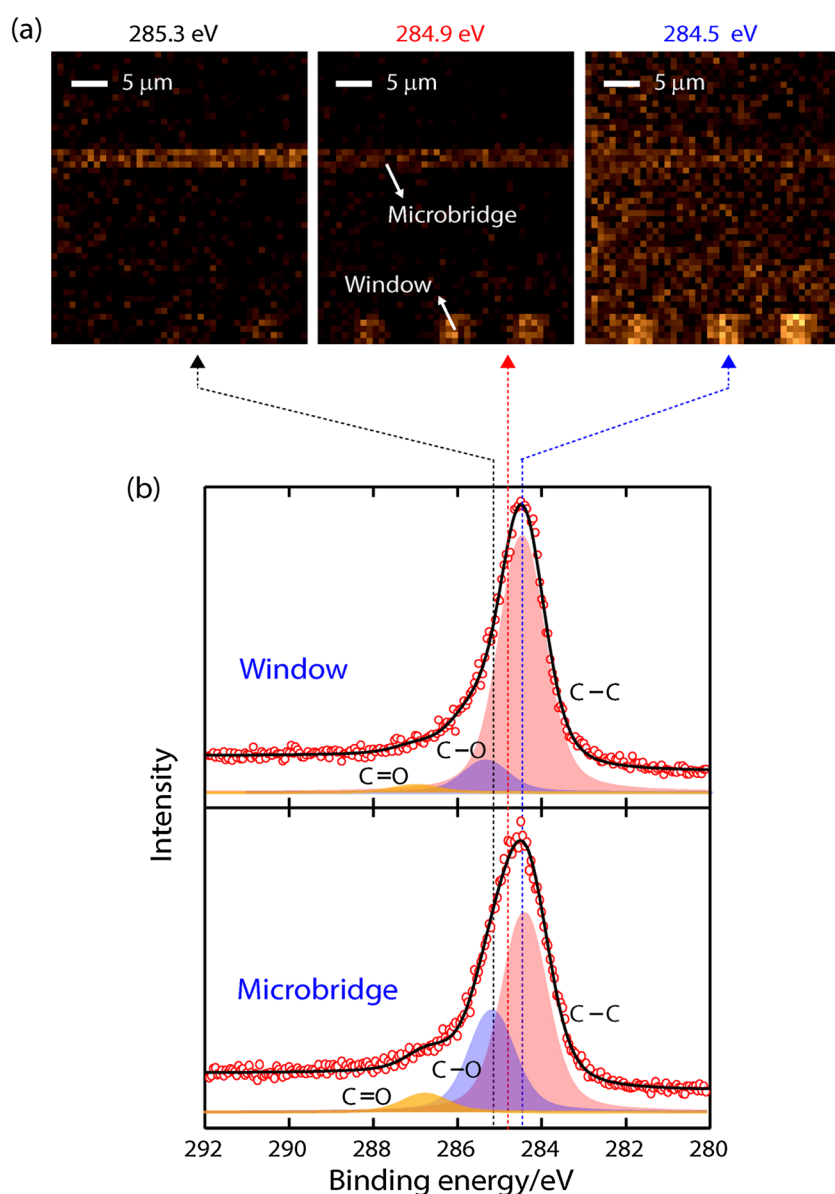 (a)
285.3 eV
284.9 eV
284.5 eV
5 μm
5 μm
5 μm
Microbridge
Window
(b)
Window
C–C
C–O
C=O
Intensity
Microbridge
C–C
C–O
C=O
292
290
288
286
284
282
280
Binding energy/eV